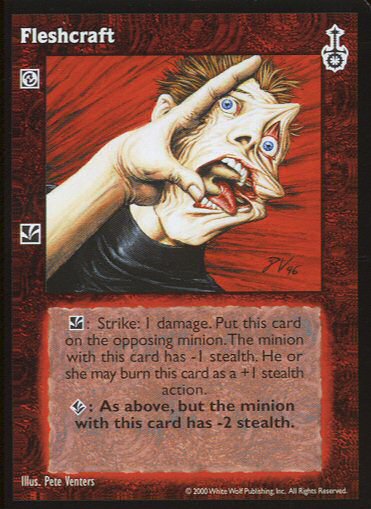 Fleshcraft
PV 96
: Strike: 1 damage. Put this card
on the opposing minion. The minion
with this card has -1 stealth. He or
she may burn this card as a +1 stealth
action.
: As above, but the minion
with this card has -2 stealth.
Illus. Pete Venters
© 2000 White Wolf Publishing, Inc. All Rights Reserved.